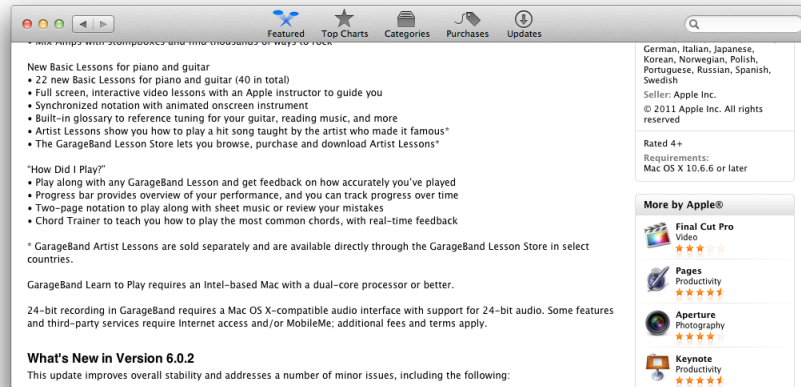 Featured
Top Charts
Categories
Purchases
Updates
• Mix Amps with stompboxes and find thousands of ways to rock
New Basic Lessons for piano and guitar
• 22 new Basic Lessons for piano and guitar (40 in total)
• Full screen, interactive video lessons with an Apple instructor to guide you
• Synchronized notation with animated onscreen instrument
• Built-in glossary to reference tuning for your guitar, reading music, and more
• Artist Lessons show you how to play a hit song taught by the artist who made it famous*
• The GarageBand Lesson Store lets you browse, purchase and download Artist Lessons*
“How Did I Play?”
• Play along with any GarageBand Lesson and get feedback on how accurately you’ve played
• Progress bar provides overview of your performance, and you can track progress over time
• Two-page notation to play along with sheet music or review your mistakes
• Chord Trainer to teach you how to play the most common chords, with real-time feedback
* GarageBand Artist Lessons are sold separately and are available directly through the GarageBand Lesson Store in select
countries.
GarageBand Learn to Play requires an Intel-based Mac with a dual-core processor or better.
24-bit recording in GarageBand requires a Mac OS X-compatible audio interface with support for 24-bit audio. Some features
and third-party services require Internet access and/or MobileMe; additional fees and terms apply.
What's New in Version 6.0.2
This update improves overall stability and addresses a number of minor issues, including the following:
German, Italian, Japanese,
Korean, Norwegian, Polish,
Portuguese, Russian, Spanish,
Swedish
Seller: Apple Inc.
© 2011 Apple Inc. All rights
reserved
Rated 4+
Requirements:
Mac OS X 10.6.6 or later
More by Apple®
Final Cut Pro
Video
Pages
Productivity
Aperture
Photography
Keynote
Productivity